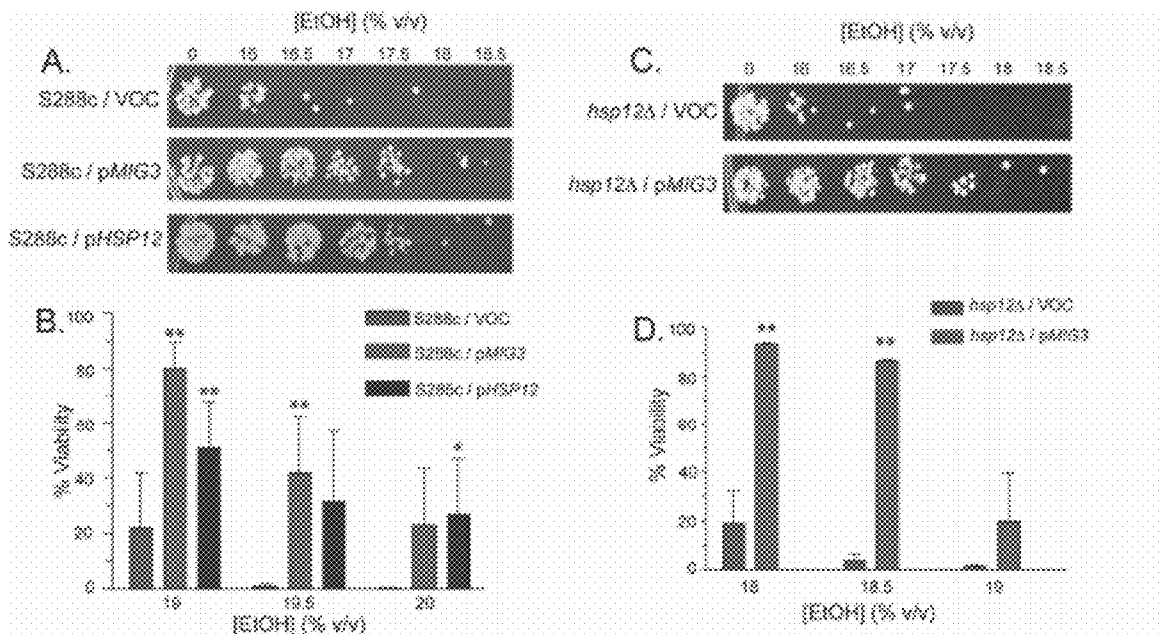 [EtOH] (% v/v)
A.
0 16 16.5 17 17.5 18 18.5
S288c / VOC
S288c / pMIG3
S288c / pHSP12
[EtOH] (% v/v)
C.
0 16 16.5 17 17.5 18 18.5
hsp12Δ / VOC
hsp12Δ / pMIG3
B.
S288c / VOC
S288c / pMIG3
S288c / pHSP12
100
80
60
40
20
0
% Viability
** ** ** *
19 19.5 20
[EtOH] (% v/v)
D.
hsp12Δ / VOC
hsp12Δ / pMIG3
100
80
60
40
20
0
% Viability
** **
18 18.5 19
[EtOH] (% v/v)